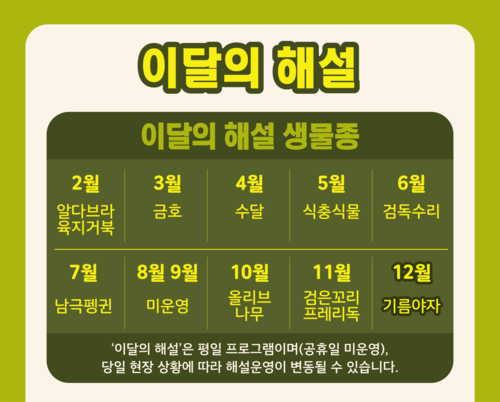 이달의 해설
이달의 해설 생물종
2월
알다브라
육지거북
3월
금호
4월
수달
5월
식충식물
6월
검독수리
7월
남극펭귄
8월 9월
미운영
10월
올리브
나무
11월
검은꼬리
프레리독
12월
기름야자
‘이달의 해설’은 평일 프로그램이며(공휴일 미운영),
당일 현장 상황에 따라 해설운영이 변동될 수 있습니다.